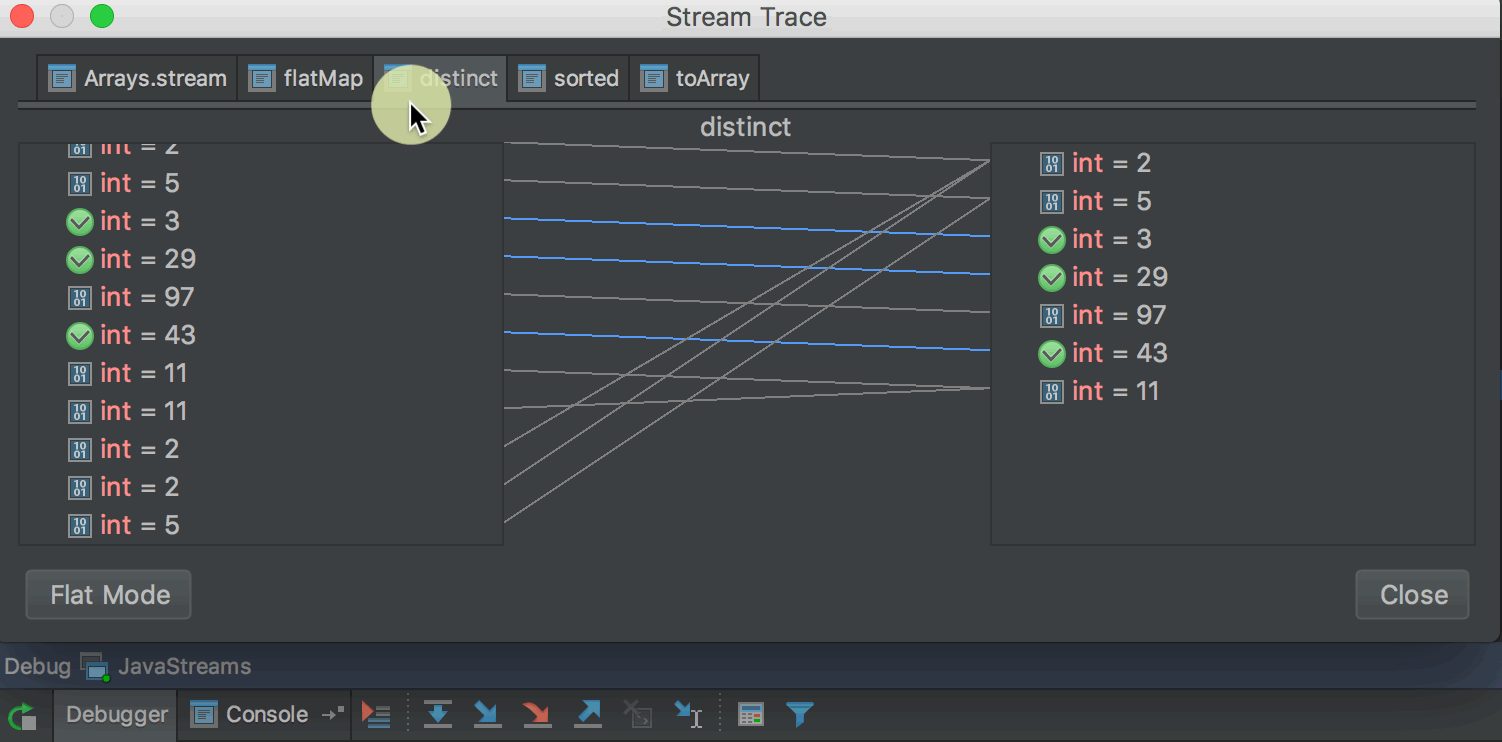 Stream Trace
Arrays.stream flatMap distinct sorted toArray
distinct
int = 2
int = 5
int = 3
int = 29
int = 97
int = 43
int = 11
int = 11
int = 2
int = 2
int = 5
int = 2
int = 5
int = 3
int = 29
int = 97
int = 43
int = 11
Flat Mode
Close
Debug JavaStreams
Debugger Console